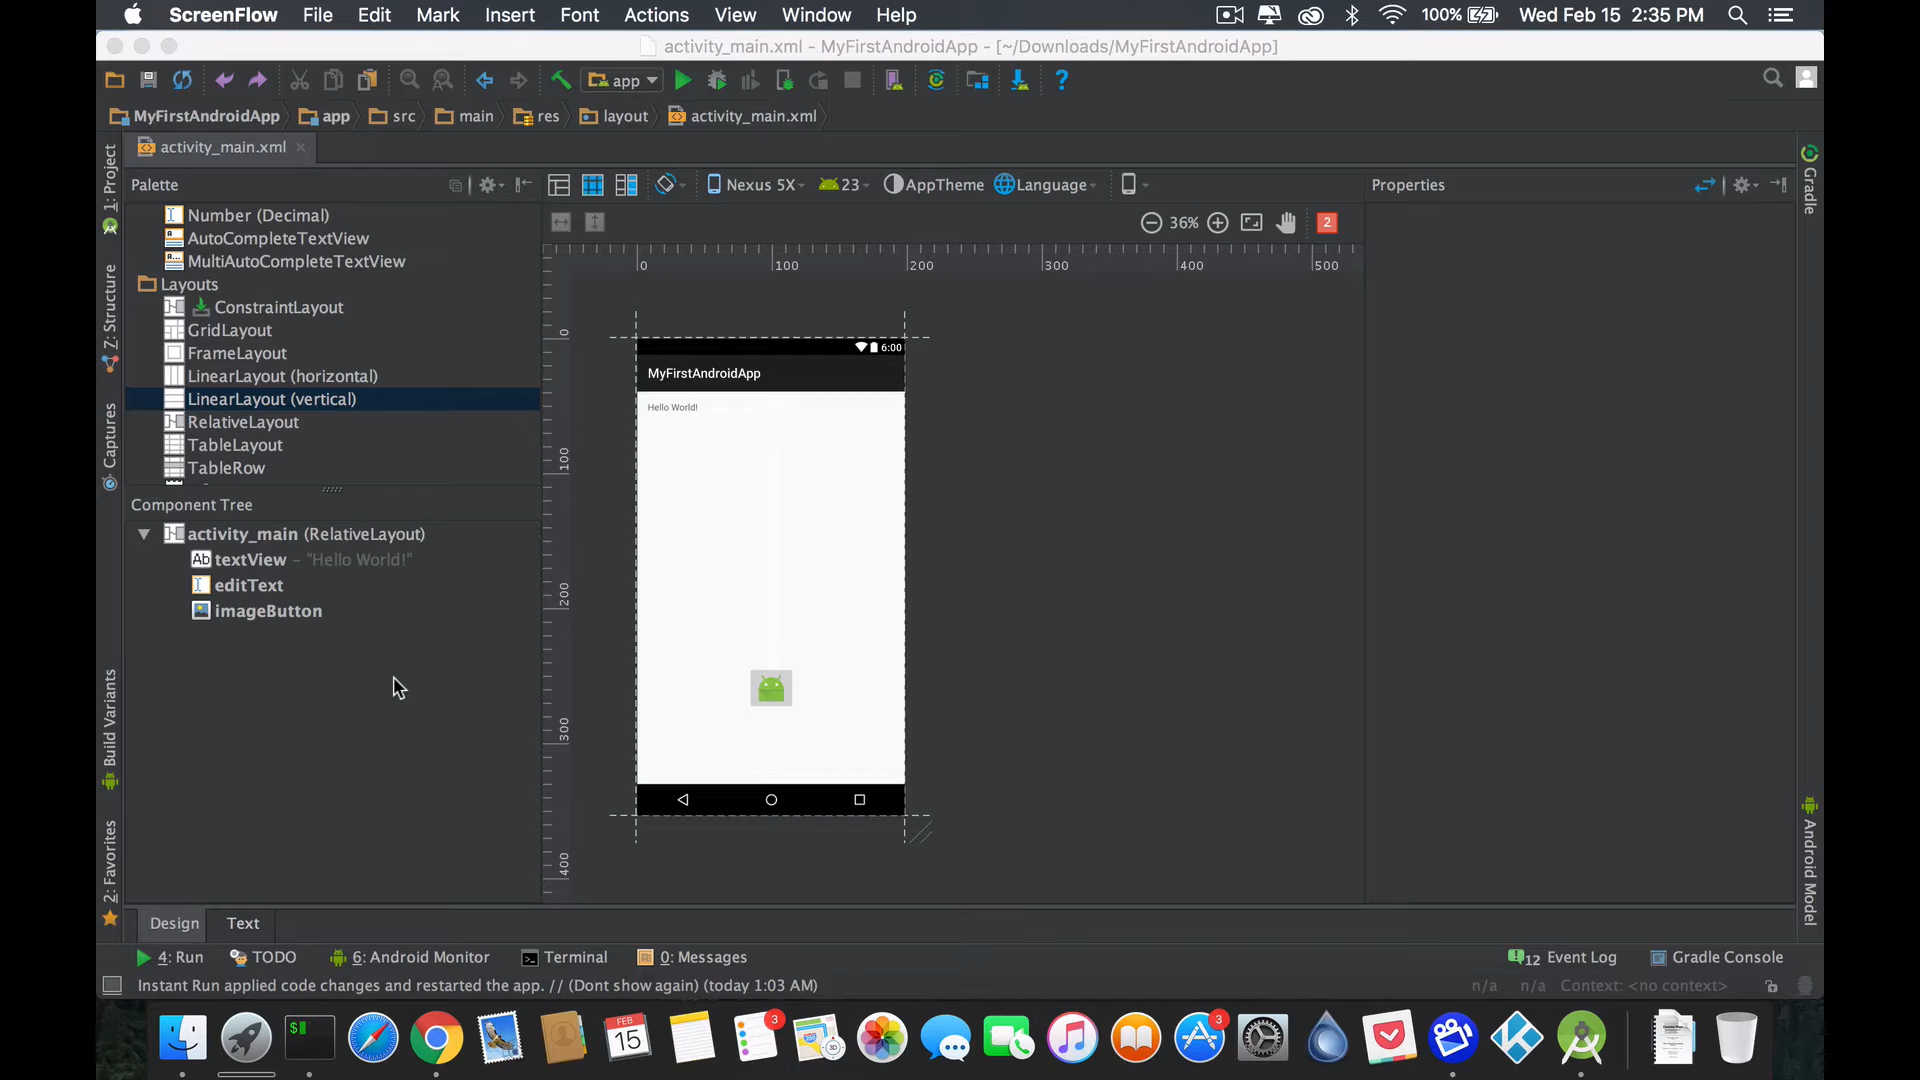 ScreenFlow File Edit Mark Insert Font Actions View Window Help 100% Wed Feb 15 2:35 PM
activity_main.xml - MyFirstAndroidApp - [~/Downloads/MyFirstAndroidApp]
app
MyFirstAndroidApp app src main res layout activity_main.xml
activity_main.xml
Palette
Nexus 5X 23 AppTheme Language
Properties
Number (Decimal)
AutoCompleteTextView
MultiAutoCompleteTextView
Layouts
ConstraintLayout
GridLayout
FrameLayout
LinearLayout (horizontal)
LinearLayout (vertical)
RelativeLayout
TableLayout
TableRow
36% 2
0 100 200 300 400 500
0
100
200
300
400
6:00
MyFirstAndroidApp
Hello World!
Component Tree
activity_main (RelativeLayout)
textView – "Hello World!"
editText
imageButton
1: Project
7: Structure
Captures
Build Variants
2: Favorites
Gradle
Android Model
Design Text
4: Run TODO 6: Android Monitor Terminal 0: Messages 12 Event Log Gradle Console
Instant Run applied code changes and restarted the app. // (Dont show again) (today 1:03 AM) n/a n/a Context: <no context>
$
FEB
15
3
3D
3